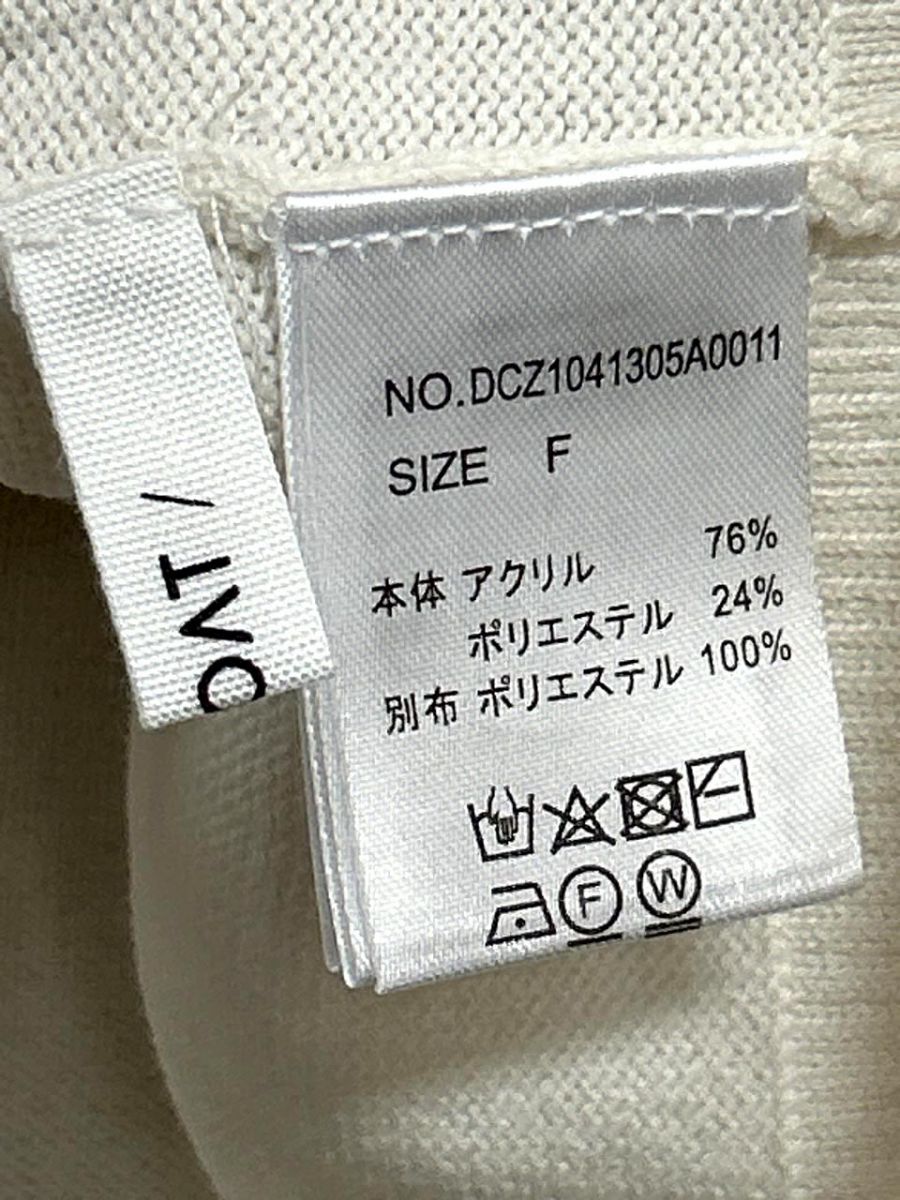 NO.DCZ1041305A0011
SIZE F
本体 アクリル 76%
ポリエステル 24%
別布 ポリエステル 100%
F W